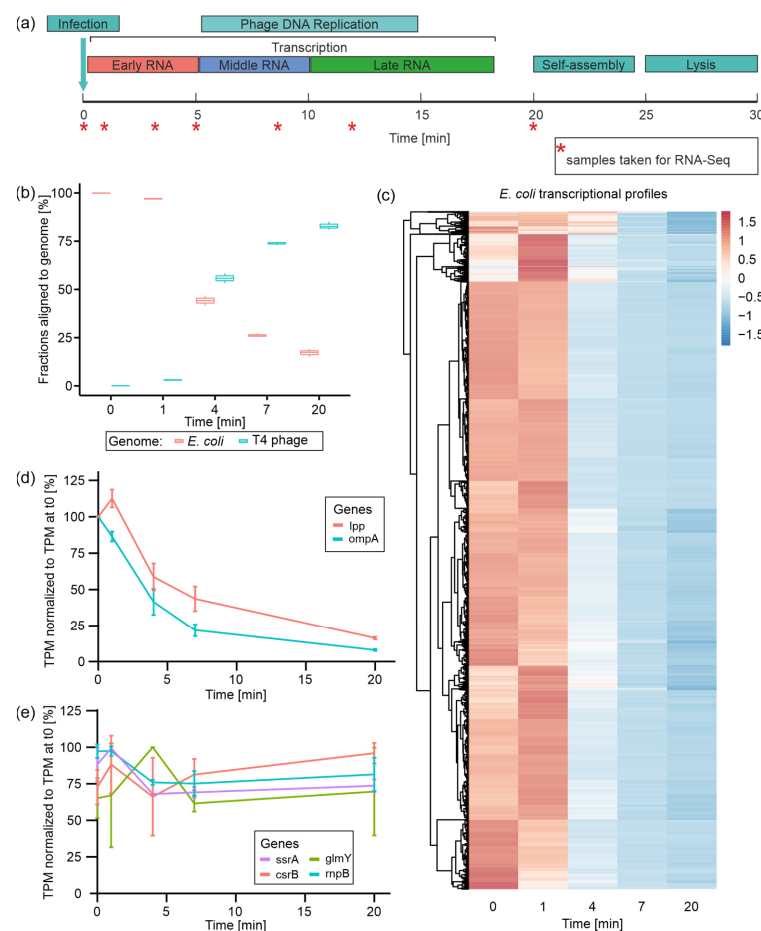 (a)
Infection
Phage DNA Replication
Transcription
Early RNA
Middle RNA
Late RNA
Self-assembly
Lysis
0
5
10
15
20
25
30
* * * * * * *
Time [min]
* samples taken for RNA-Seq
(b)
Fractions aligned to genome [%]
100
75
50
25
0
0
1
4
7
20
Time [min]
Genome: E. coli T4 phage
(c)
E. coli transcriptional profiles
1.5
1
0.5
0
−0.5
−1
−1.5
0
1
4
7
20
Time [min]
(d)
TPM normalized to TPM at t0 [%]
125
100
75
50
25
0
Genes
lpp
ompA
0
5
10
15
20
Time [min]
(e)
TPM normalized to TPM at t0 [%]
125
100
75
50
25
0
Genes
ssrA glmY
csrB rnpB
0
5
10
15
20
Time [min]